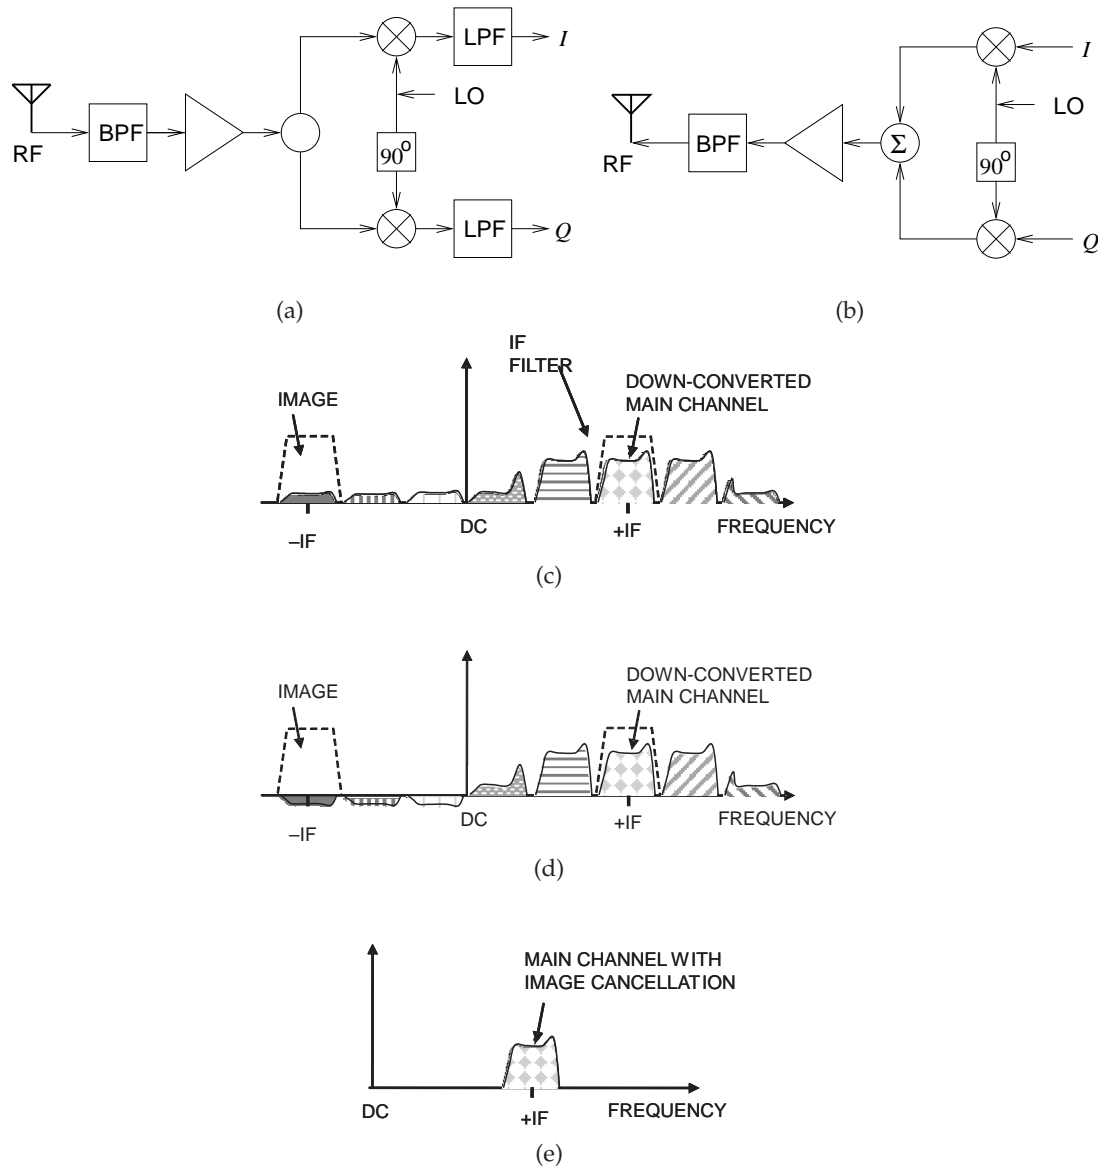 LPF
I
LO
RF
BPF
90°
LPF
Q
(a)
I
LO
RF
BPF
Σ
90°
Q
(b)
IF
FILTER
DOWN-CONVERTED
MAIN CHANNEL
IMAGE
DC
FREQUENCY
–IF
+IF
(c)
DOWN-CONVERTED
MAIN CHANNEL
IMAGE
DC
FREQUENCY
–IF
+IF
(d)
MAIN CHANNEL WITH
IMAGE CANCELLATION
DC
+IF
FREQUENCY
(e)